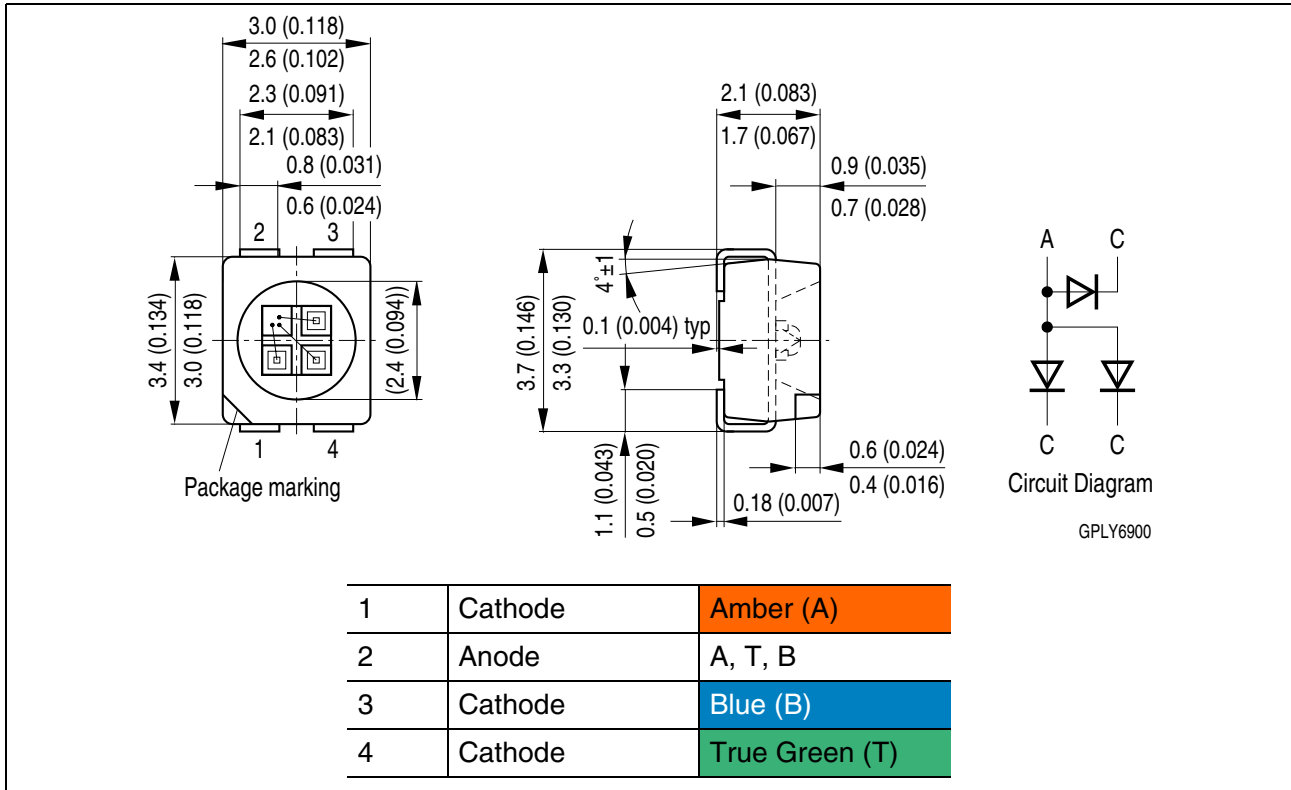 3.0 (0.118)
2.6 (0.102)
2.3 (0.091)
2.1 (0.083)
0.8 (0.031)
0.6 (0.024)
2
3
3.4 (0.134)
3.0 (0.118)
(2.4 (0.094))
1
4
Package marking
2.1 (0.083)
1.7 (0.067)
0.9 (0.035)
0.7 (0.028)
4°±1
0.1 (0.004) typ
3.7 (0.146)
3.3 (0.130)
1.1 (0.043)
0.5 (0.020)
0.18 (0.007)
0.6 (0.024)
0.4 (0.016)
A
C
C
C
Circuit Diagram
GPLY6900
1 Cathode Amber (A)
2 Anode A, T, B
3 Cathode Blue (B)
4 Cathode True Green (T)